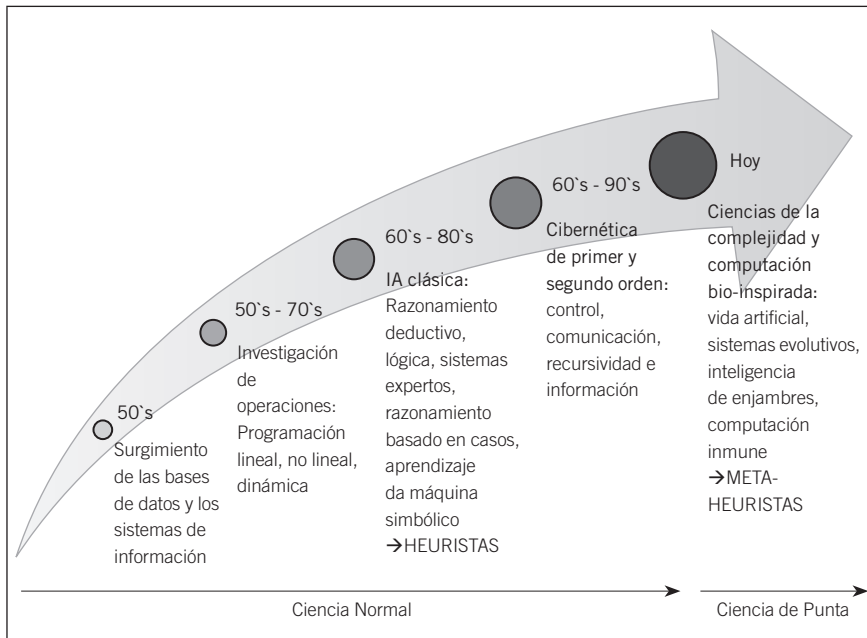 50`s
Surgimiento
de las bases
de datos y los
sistemas de
información
50`s - 70`s
Investigación
de
operaciones:
Programación
lineal, no lineal,
dinámica
60`s - 80`s
IA clásica:
Razonamiento
deductivo,
lógica, sistemas
expertos,
razonamiento
basado en casos,
aprendizaje
da máquina
simbólico
→HEURISTAS
60`s - 90`s
Cibernética
de primer y
segundo orden:
control,
comunicación,
recursividad e
información
Hoy
Ciencias de la
complejidad y
computación
bio-inspirada:
vida artificial,
sistemas evolutivos,
inteligencia
de enjambres,
computación
inmune
→META-
HEURISTAS
Ciencia Normal
Ciencia de Punta